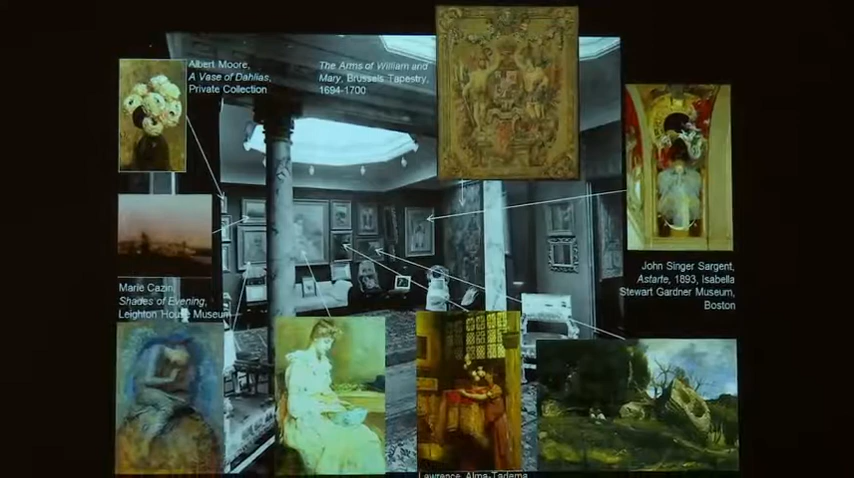 Albert Moore,
A Vase of Dahlias,
Private Collection
The Arms of William and
Mary, Brussels Tapestry,
1694-1700
John Singer Sargent,
Astarte, 1893, Isabella
Stewart Gardner Museum,
Boston
Marie Cazin,
Shades of Evening,
Leighton House Museum
Lawrence Alma-Tadema